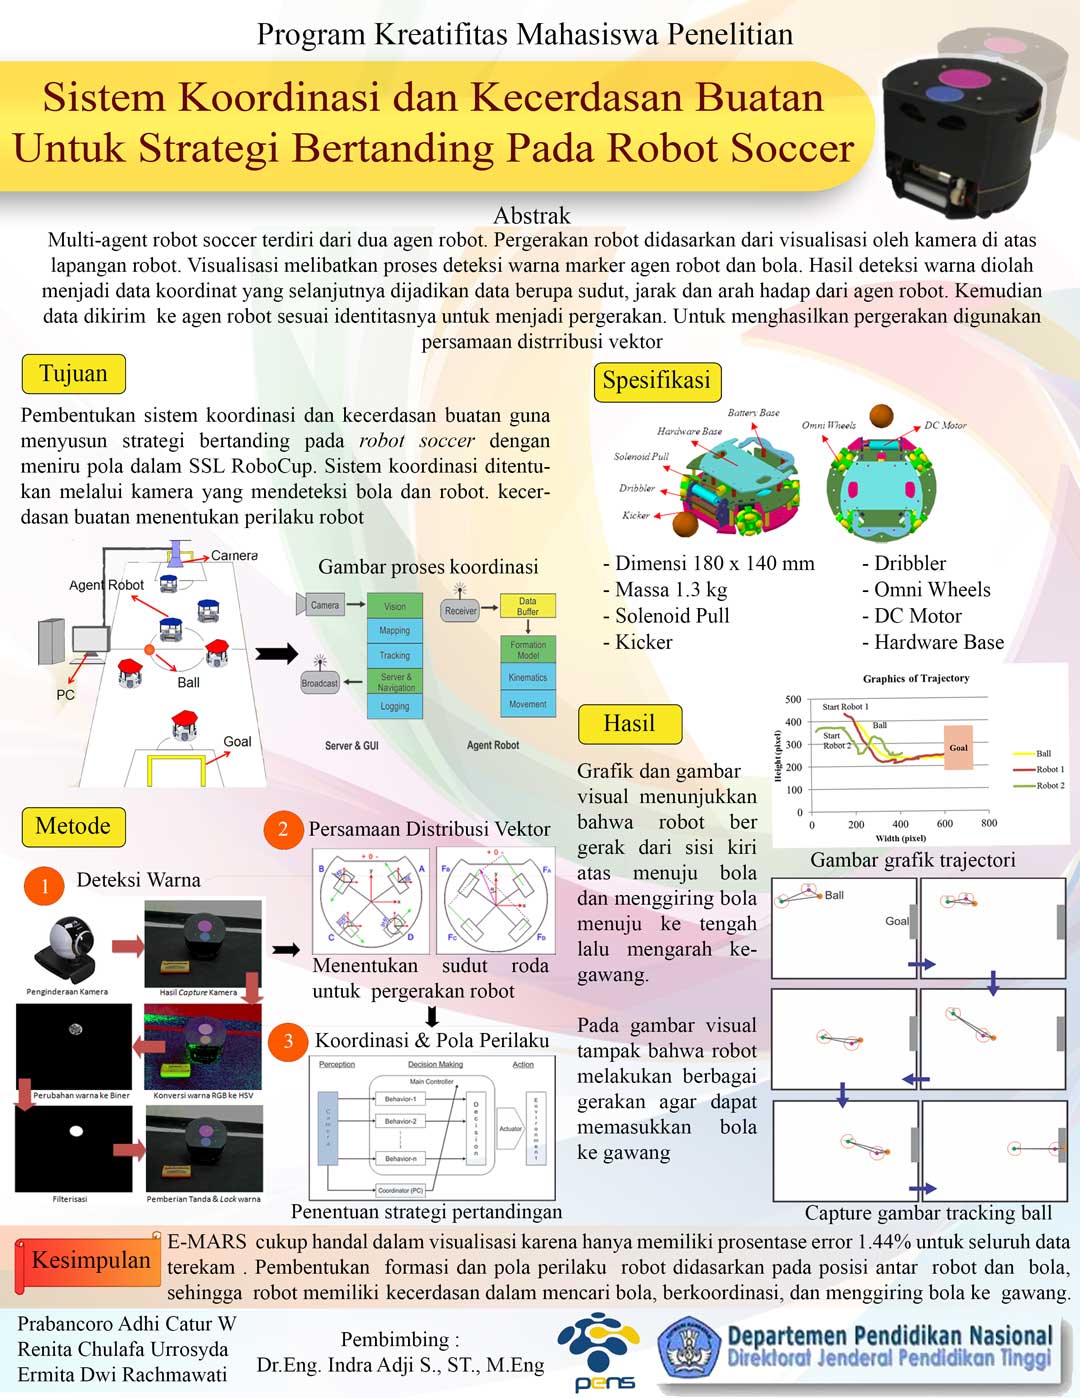 Program Kreatifitas Mahasiswa Penelitian
Sistem Koordinasi dan Kecerdasan Buatan
Untuk Strategi Bertanding Pada Robot Soccer
Abstrak
Multi-agent robot soccer terdiri dari dua agen robot. Pergerakan robot didasarkan dari visualisasi oleh kamera di atas
lapangan robot. Visualisasi melibatkan proses deteksi warna marker agen robot dan bola. Hasil deteksi warna diolah
menjadi data koordinat yang selanjutnya dijadikan data berupa sudut, jarak dan arah hadap dari agen robot. Kemudian
data dikirim ke agen robot sesuai identitasnya untuk menjadi pergerakan. Untuk menghasilkan pergerakan digunakan
persamaan distrribusi vektor
Tujuan
Pembentukan sistem koordinasi dan kecerdasan buatan guna
menyusun strategi bertanding pada robot soccer dengan
meniru pola dalam SSL RoboCup. Sistem koordinasi ditentu-
kan melalui kamera yang mendeteksi bola dan robot. kecer-
dasan buatan menentukan perilaku robot
Camera
Agent Robot
PC
Ball
Goal
Gambar proses koordinasi
Camera
Vision
Mapping
Tracking
Server &
Navigation
Logging
Broadcast
Server & GUI
Receiver
Data
Buffer
Formation
Model
Kinematics
Movement
Agent Robot
Spesifikasi
Battery Base
Hardware Base
Solenoid Pull
Dribbler
Kicker
Omni Wheels
DC Motor
- Dimensi 180 x 140 mm
- Massa 1.3 kg
- Solenoid Pull
- Kicker
- Dribbler
- Omni Wheels
- DC Motor
- Hardware Base
Hasil
Grafik dan gambar
visual menunjukkan
bahwa robot ber
gerak dari sisi kiri
atas menuju bola
dan menggiring bola
menuju ke tengah
lalu mengarah ke-
gawang.
Pada gambar visual
tampak bahwa robot
melakukan berbagai
gerakan agar dapat
memasukkan bola
ke gawang
Graphics of Trajectory
Height (pixel)
500
400
300
200
100
0
0 200 400 600 800
Width (pixel)
Start Robot 1
Ball
Start
Robot 2
Goal
Ball
Robot 1
Robot 2
Gambar grafik trajectori
Ball
Goal
Capture gambar tracking ball
Metode
1 Deteksi Warna
Penginderaan Kamera
Hasil Capture Kamera
Perubahan warna ke Biner
Konversi warna RGB ke HSV
Filterisasi
Pemberian Tanda & Lock warna
2 Persamaan Distribusi Vektor
+ 0 -
B
A
C
D
y
x
+ 0 -
FB
FA
FC
FD
y
x
Menentukan sudut roda
untuk pergerakan robot
3 Koordinasi & Pola Perilaku
Perception
Decision Making
Action
Main Controller
Camera
Behavior-1
Behavior-2
Behavior-n
Decision
Actuator
Environment
Coordinator (PC)
Penentuan strategi pertandingan
Kesimpulan
E-MARS cukup handal dalam visualisasi karena hanya memiliki prosentase error 1.44% untuk seluruh data
terekam . Pembentukan formasi dan pola perilaku robot didasarkan pada posisi antar robot dan bola,
sehingga robot memiliki kecerdasan dalam mencari bola, berkoordinasi, dan menggiring bola ke gawang.
Prabancoro Adhi Catur W
Renita Chulafa Urrosyda
Ermita Dwi Rachmawati
Pembimbing :
Dr.Eng. Indra Adji S., ST., M.Eng
pens
Departemen Pendidikan Nasional
Direktorat Jenderal Pendidikan Tinggi